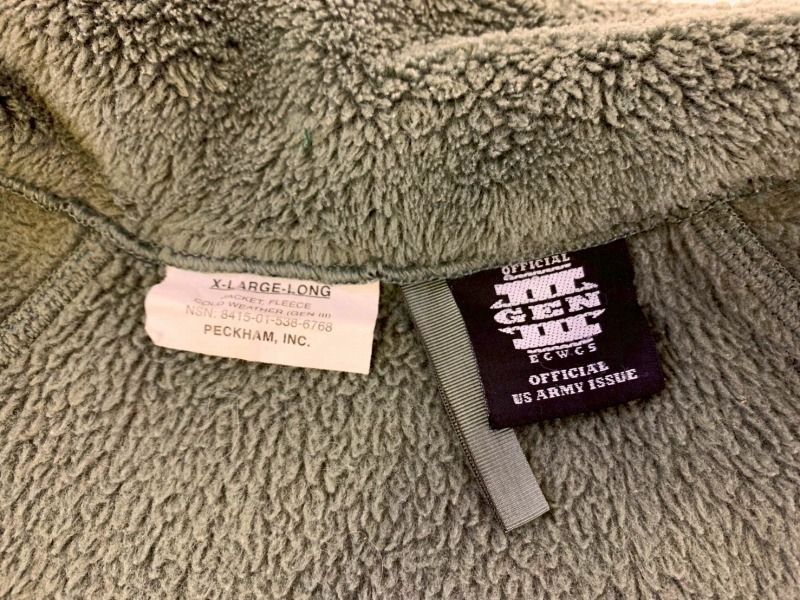 X-LARGE-LONG
JACKET, FLEECE
COLD WEATHER (GEN III)
NSN: 8415-01-538-6768
PECKHAM, INC.
OFFICIAL
III
GEN
III
ECWCS
OFFICIAL
US ARMY ISSUE